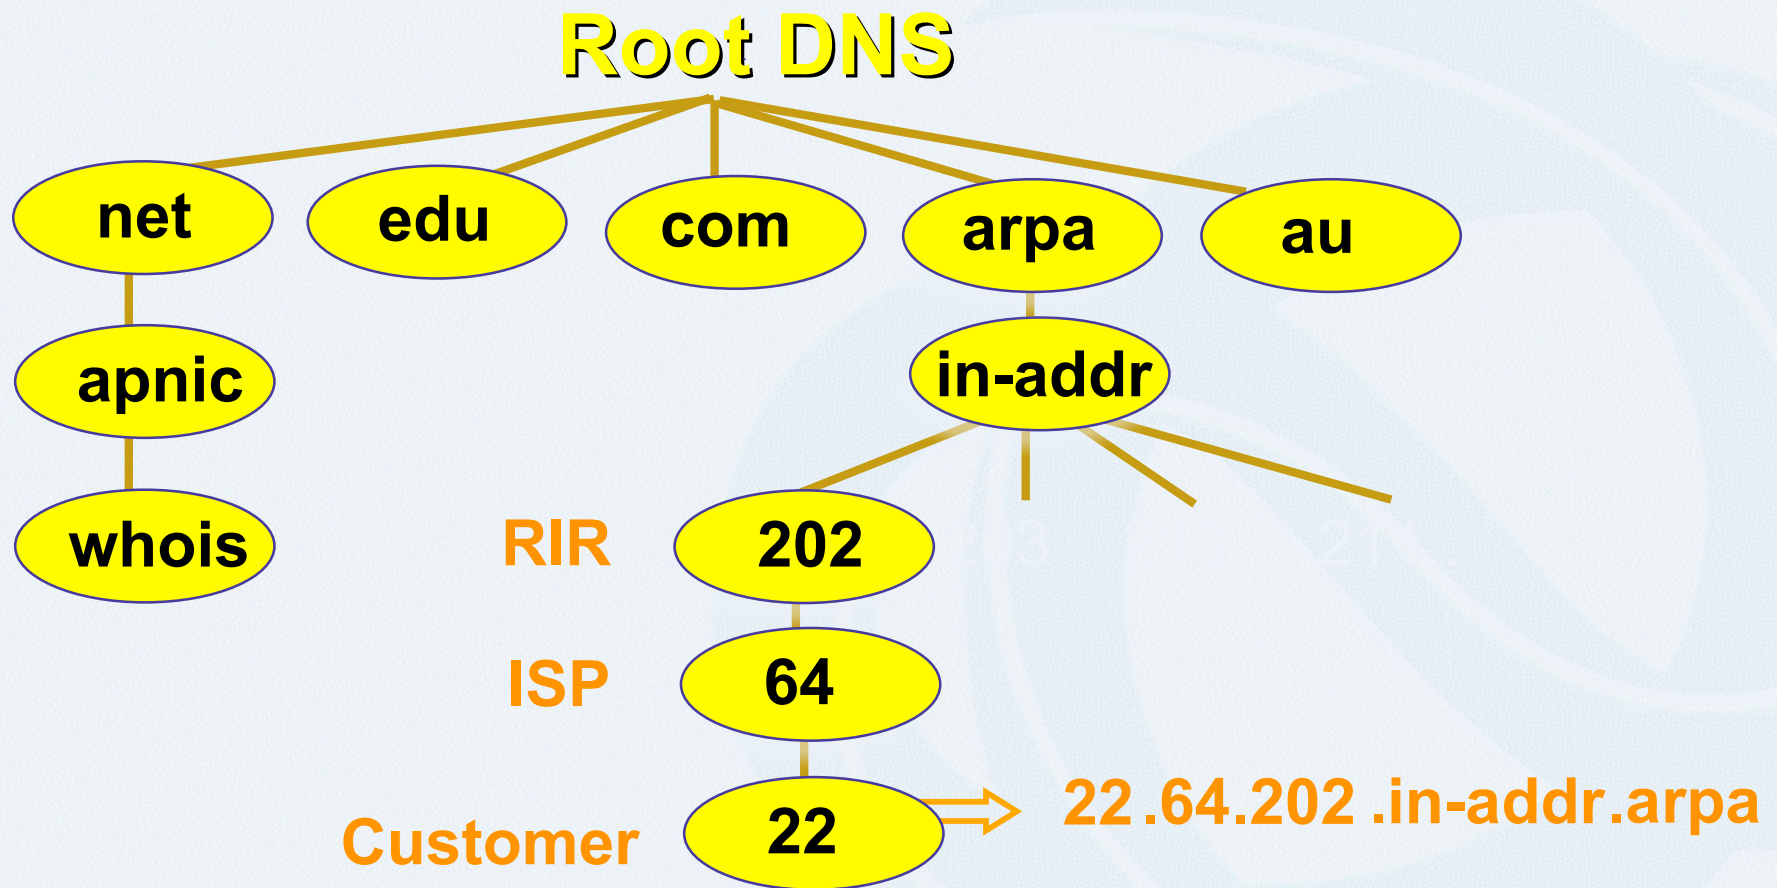 Root DNS
net edu com arpa au
apnic in-addr
whois RIR 202
ISP 64
Customer 22 22.64.202.in-addr.arpa